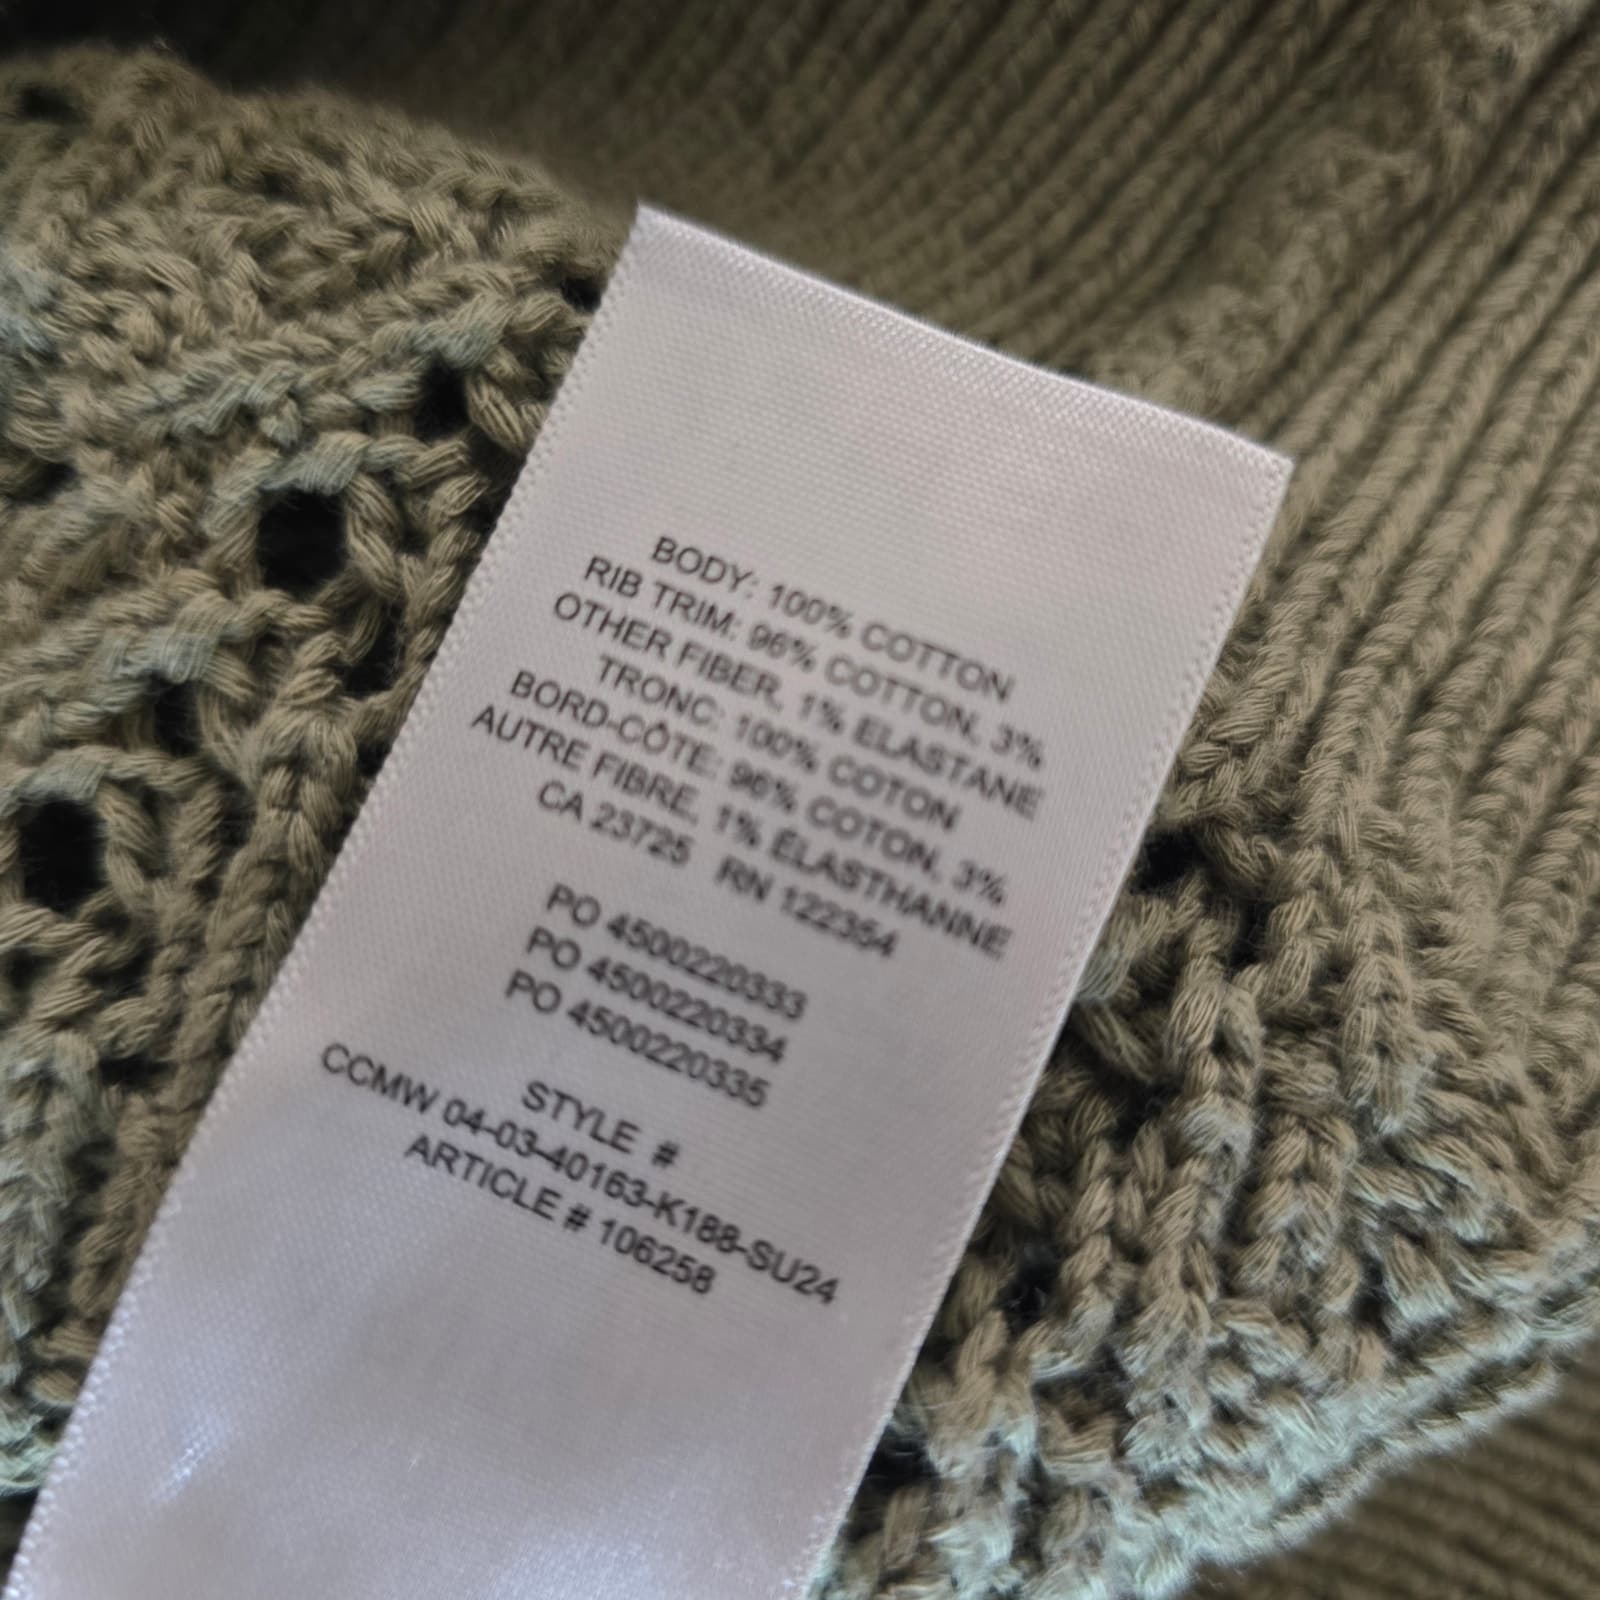 BODY: 100% COTTON
RIB TRIM: 96% COTTON, 3%
OTHER FIBER, 1% ELASTANE
TRONC: 100% COTON
BORD-CÔTE: 96% COTON, 3%
AUTRE FIBRE, 1% ÉLASTHANNE
CA 23725 RN 122354
PO 4500220333
PO 4500220334
PO 4500220335
STYLE #
CCMW 04-03-40163-K188-SU24
ARTICLE # 106258